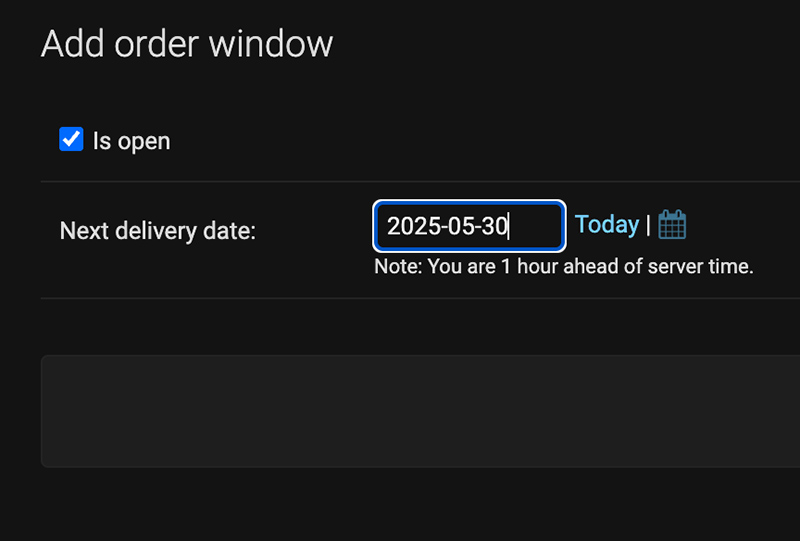 Add order window
Is open
Next delivery date: 2025-05-30 Today |
Note: You are 1 hour ahead of server time.